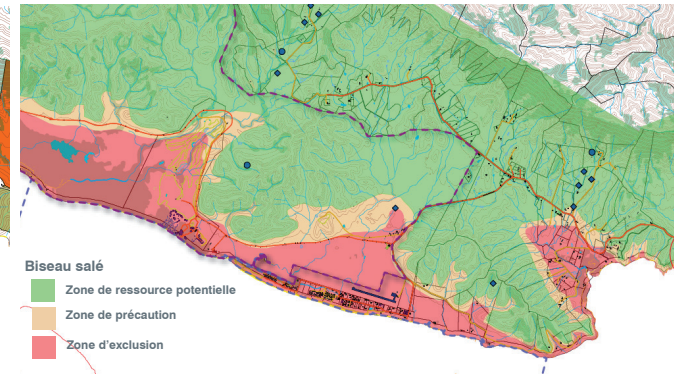 Biseau salé
Zone de ressource potentielle
Zone de précaution
Zone d'exclusion